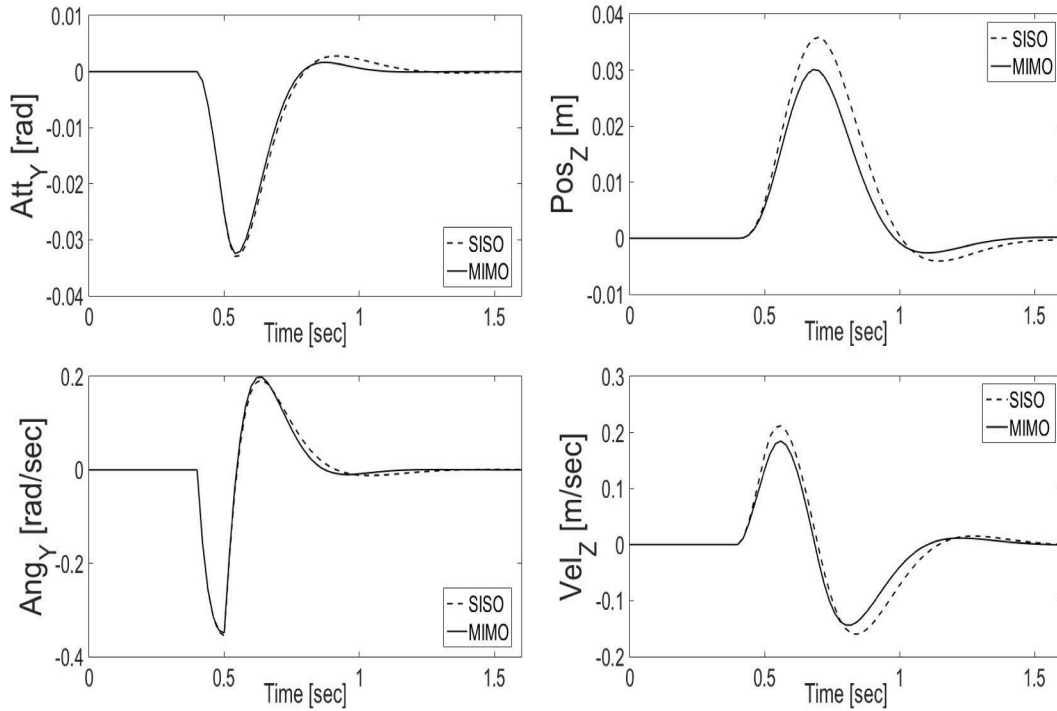 0.01
0
-0.01
-0.02
-0.03
-0.04
Att_Y [rad]
SISO
MIMO
0
0.5
1
1.5
Time [sec]
0.04
0.03
0.02
0.01
0
-0.01
Pos_Z [m]
SISO
MIMO
0
0.5
1
1.5
Time [sec]
0.2
0
-0.2
-0.4
Ang_Y [rad/sec]
SISO
MIMO
0
0.5
1
1.5
Time [sec]
0.3
0.2
0.1
0
-0.1
-0.2
Vel_Z [m/sec]
SISO
MIMO
0
0.5
1
1.5
Time [sec]